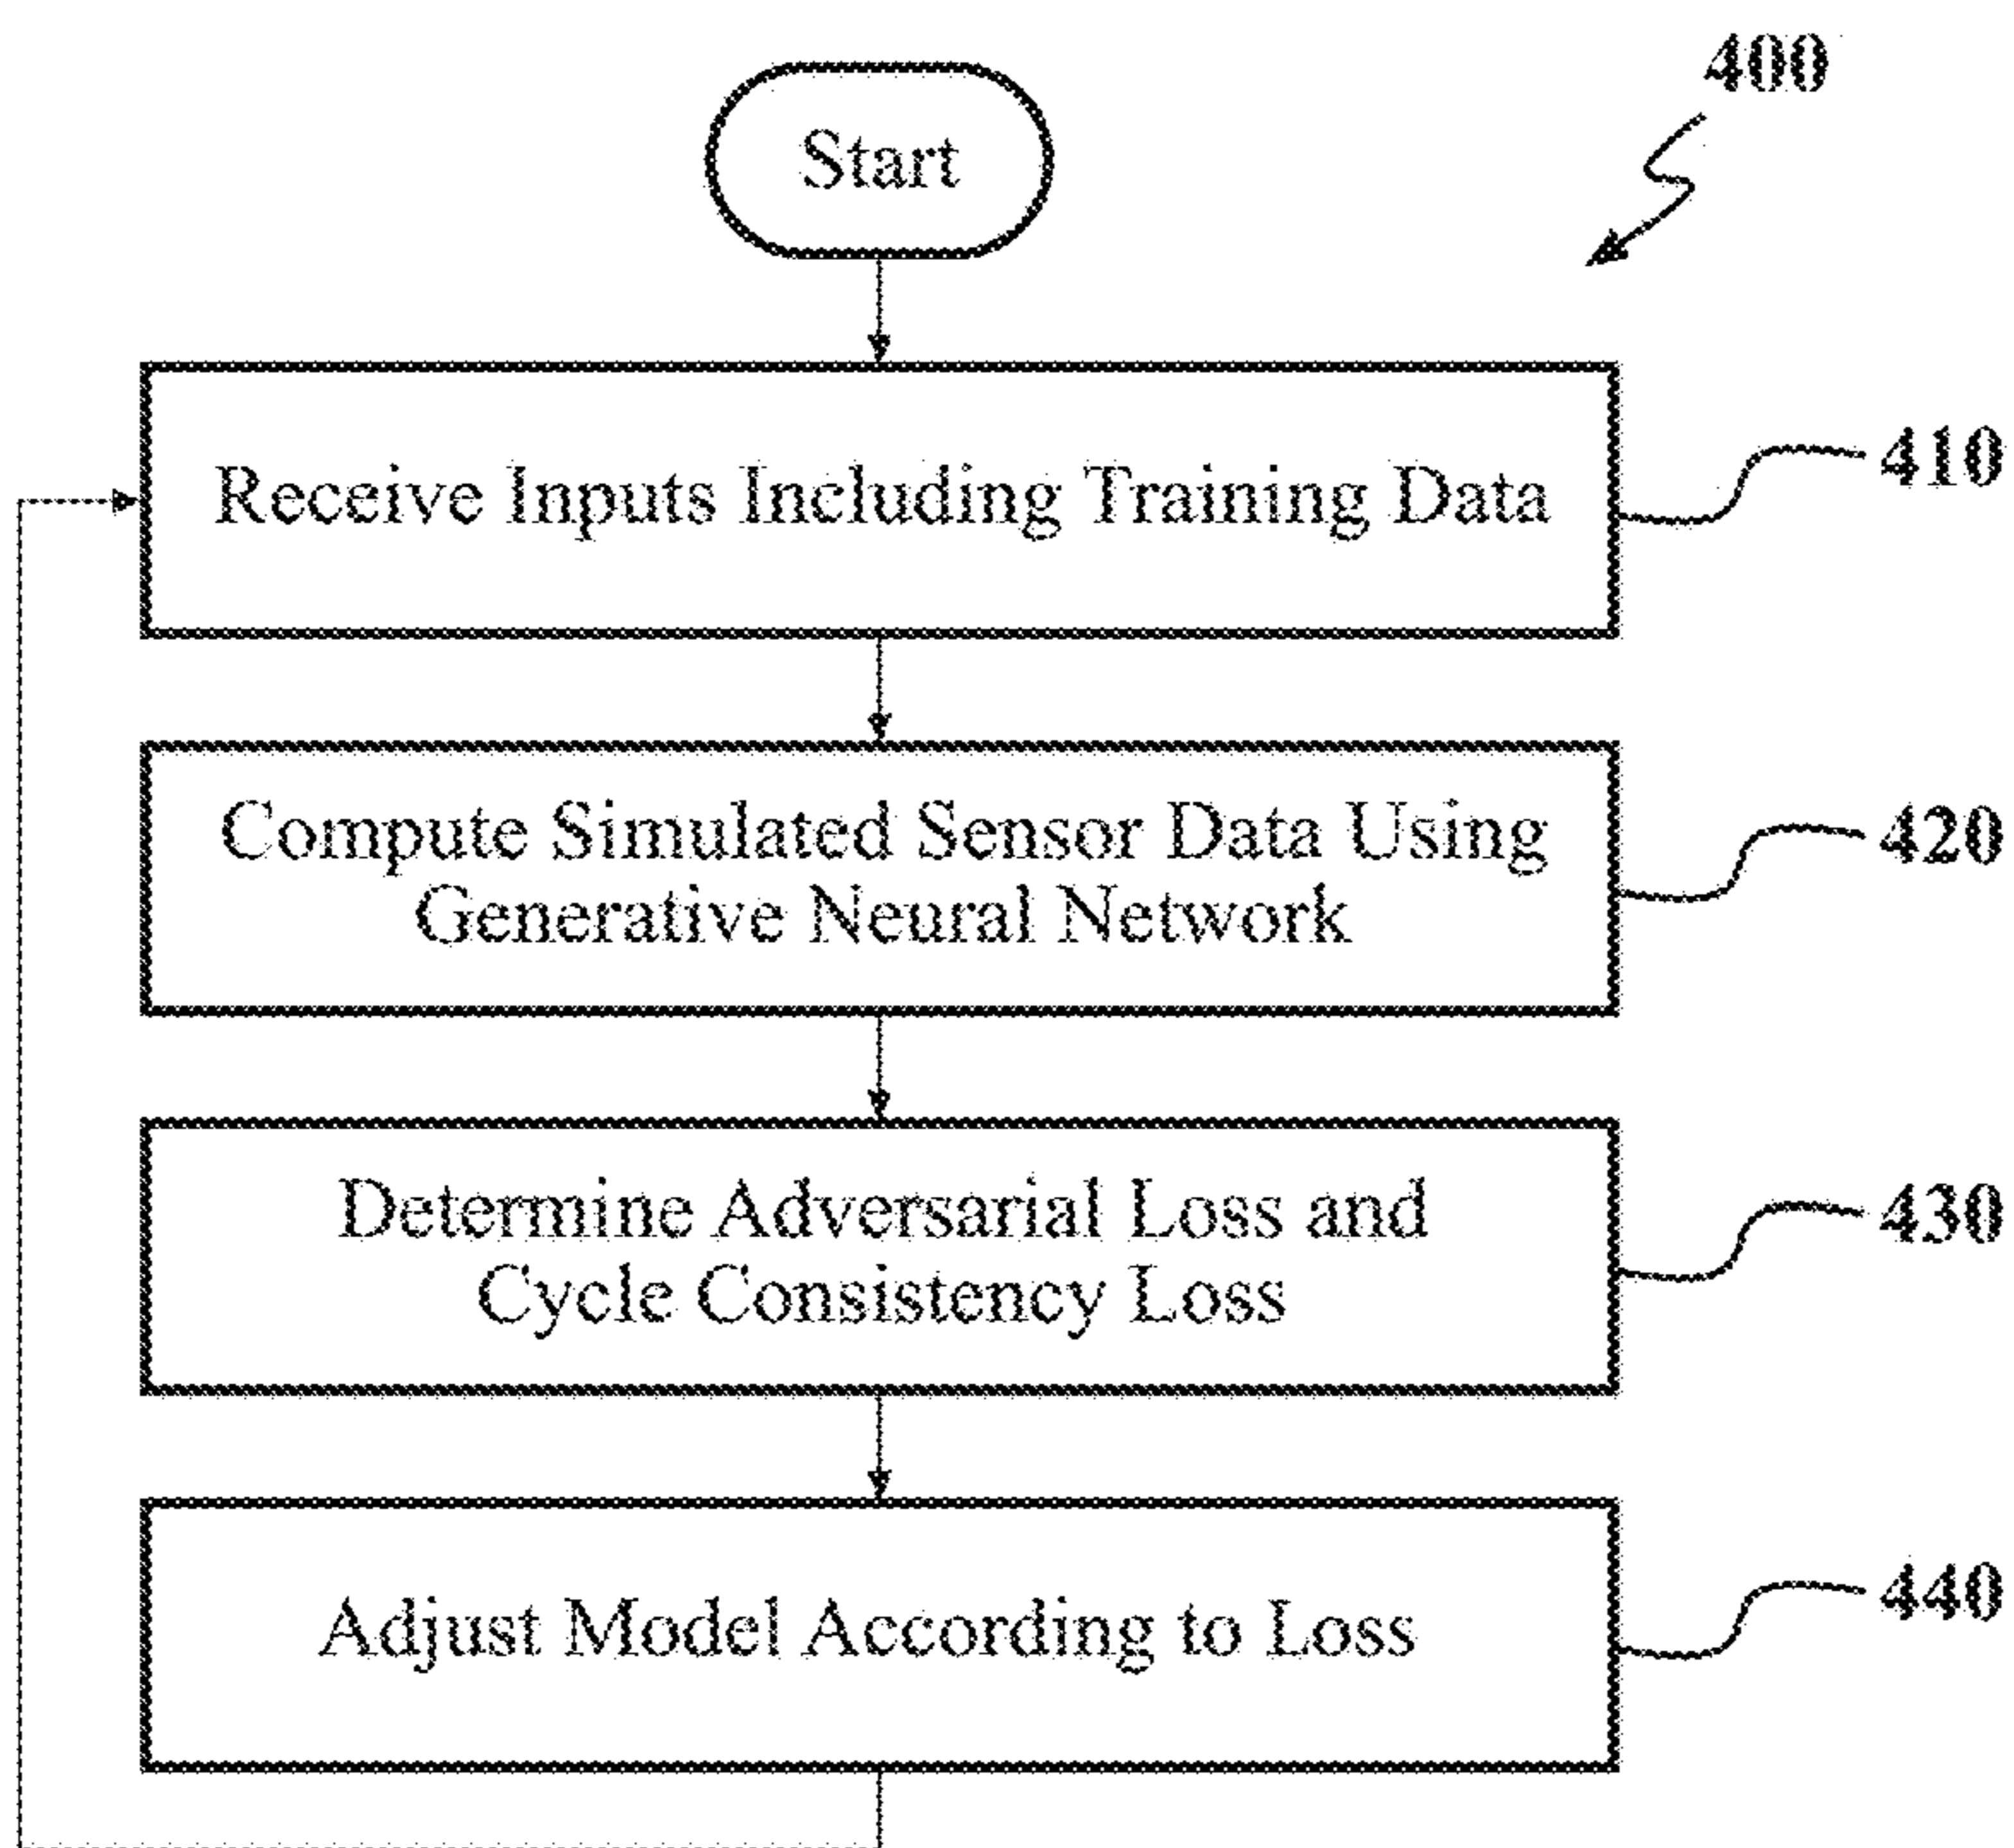 400
Start
Receive Inputs Including Training Data
410
Compute Simulated Sensor Data Using
Generative Neural Network
420
Determine Adversarial Loss and
Cycle Consistency Loss
430
Adjust Model According to Loss
440